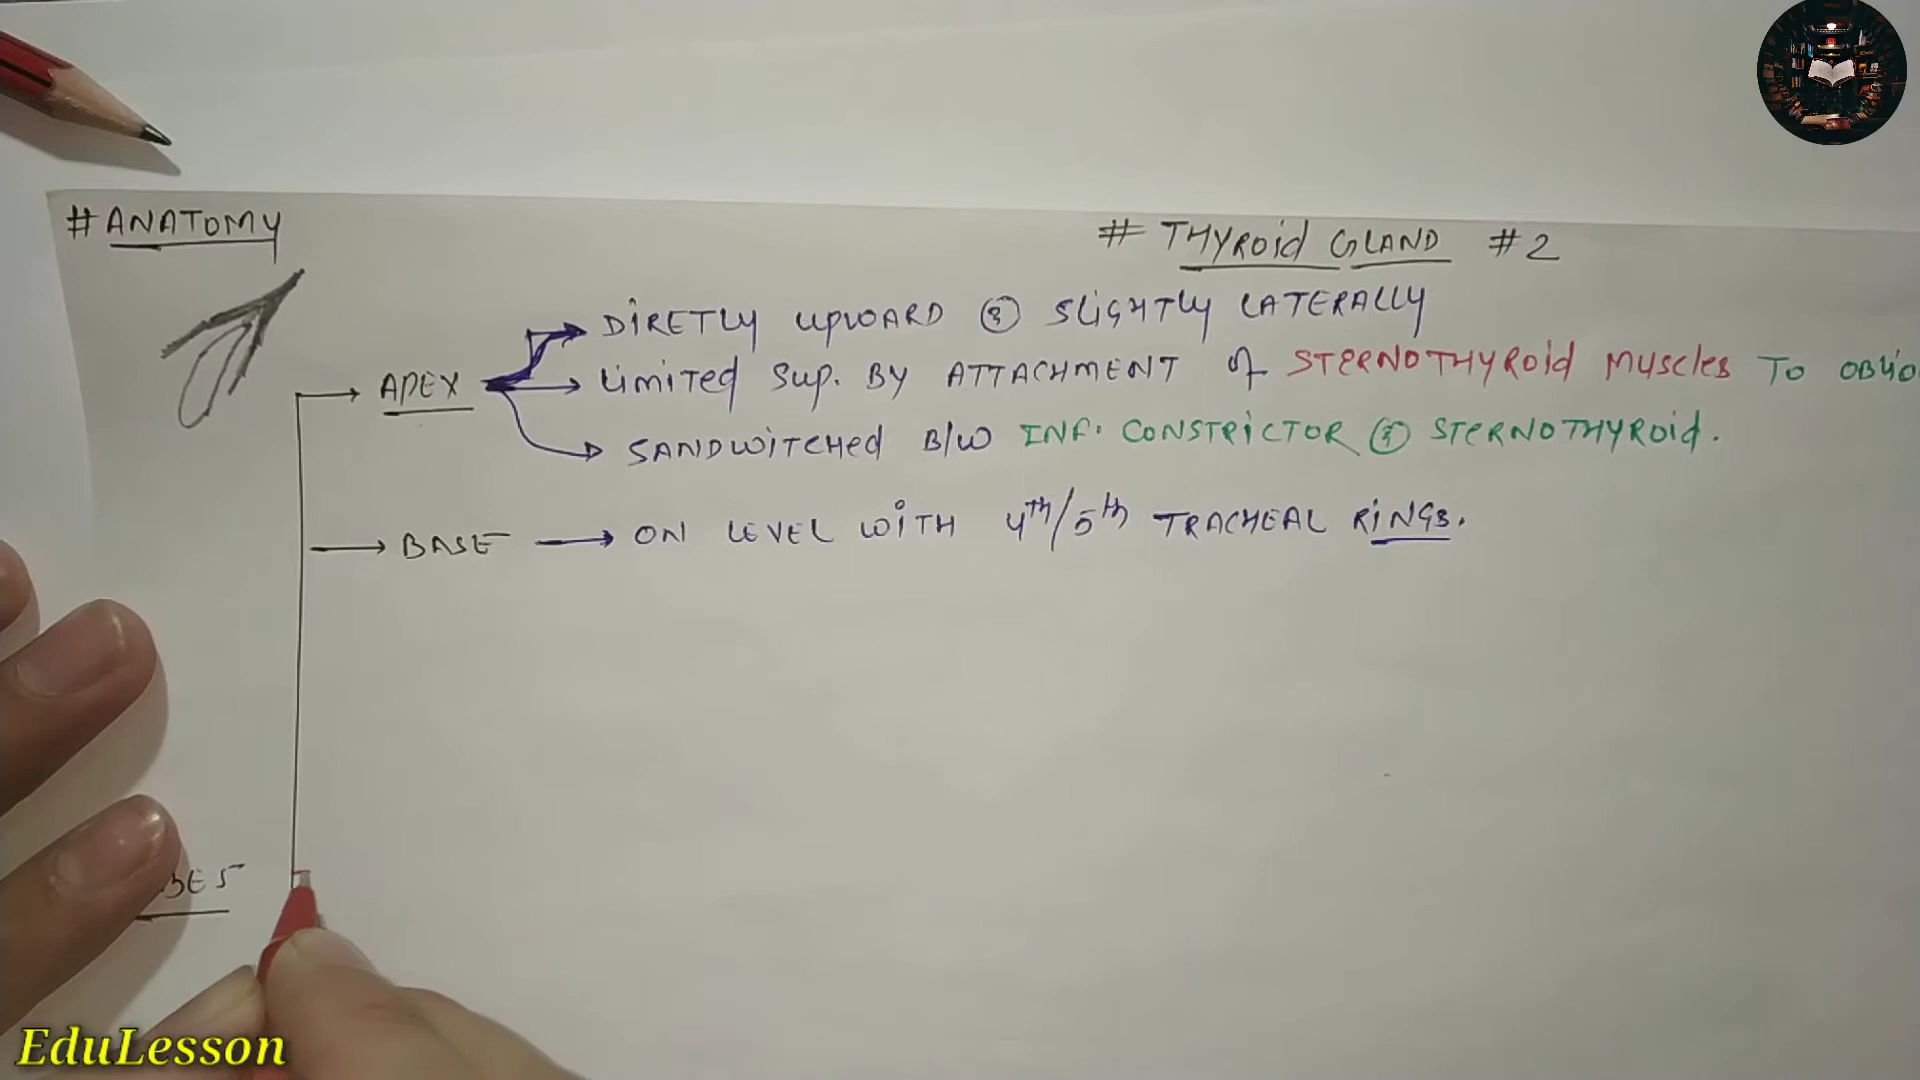 #ANATOMY
# THYROID GLAND #2
DIRETLY UPWARD & SLIGHTLY LATERALLY
APEX
LIMITED SUP. BY ATTACHMENT OF STERNOTHYROID MUSCLES TO
SANDWITCHED B/W INF. CONSTRICTOR & STERNOTHYROID.
BASE ON LEVEL WITH 4th/5th TRACHEAL RINGS.
EduLesson